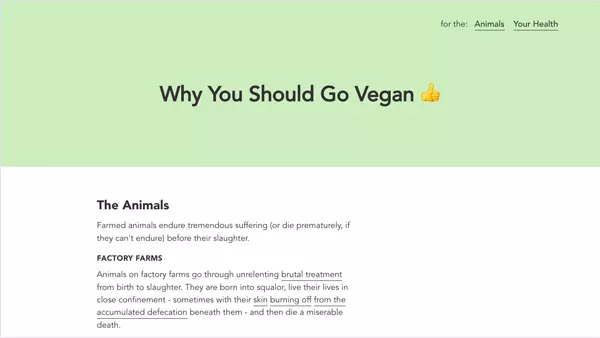 for the: Animals Your Health
Why You Should Go Vegan 👍
The Animals
Farmed animals endure tremendous suffering (or die prematurely, if
they can't endure) before their slaughter.
FACTORY FARMS
Animals on factory farms go through unrelenting brutal treatment
from birth to slaughter. They are born into squalor, live their lives in
close confinement - sometimes with their skin burning off from the
accumulated defecation beneath them - and then die a miserable
death.